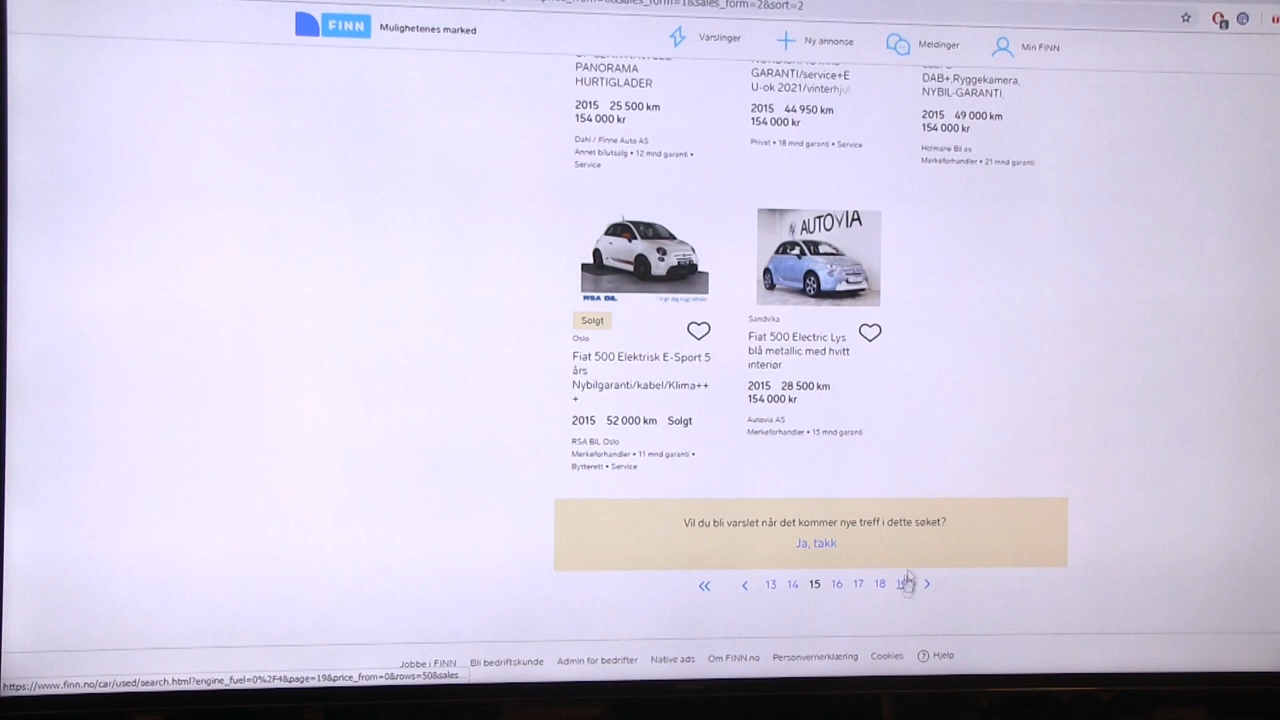 FINN Mulighetenes marked
Varslinger
Ny annonse
Meldinger
Min FINN
PANORAMA
HURTIGLADER
2015 25 500 km
154 000 kr
Dahl / Finne Auto AS
Annet bilutsalg • 12 mnd garanti •
Service
GARANTI/service+E
U-ok 2021/vinterhjul
2015 44 950 km
154 000 kr
Privat • 18 mnd garanti • Service
DAB+,Ryggekamera,
NYBIL-GARANTI,
2015 49 000 km
154 000 kr
Holmane Bil as
Merkeforhandler • 21 mnd garanti
RSA BIL
Solgt
Oslo
Fiat 500 Elektrisk E-Sport 5
års
Nybilgaranti/kabel/Klima++
+
2015 52 000 km Solgt
RSA BIL Oslo
Merkeforhandler • 11 mnd garanti •
Bytterett • Service
AUTOVIA
Sandvika
Fiat 500 Electric Lys
blå metallic med hvitt
interiør
2015 28 500 km
154 000 kr
Autovia AS
Merkeforhandler • 15 mnd garanti
Vil du bli varslet når det kommer nye treff i dette søket?
Ja, takk
« < 13 14 15 16 17 18 19 >
Jobbe i FINN Bli bedriftskunde Admin for bedrifter Native ads Om FINN.no Personvernerklæring Cookies ? Hjelp
https://www.finn.no/car/used/search.html?engine_fuel=0%2F4&page=19&price_from=0&rows=50&sales...